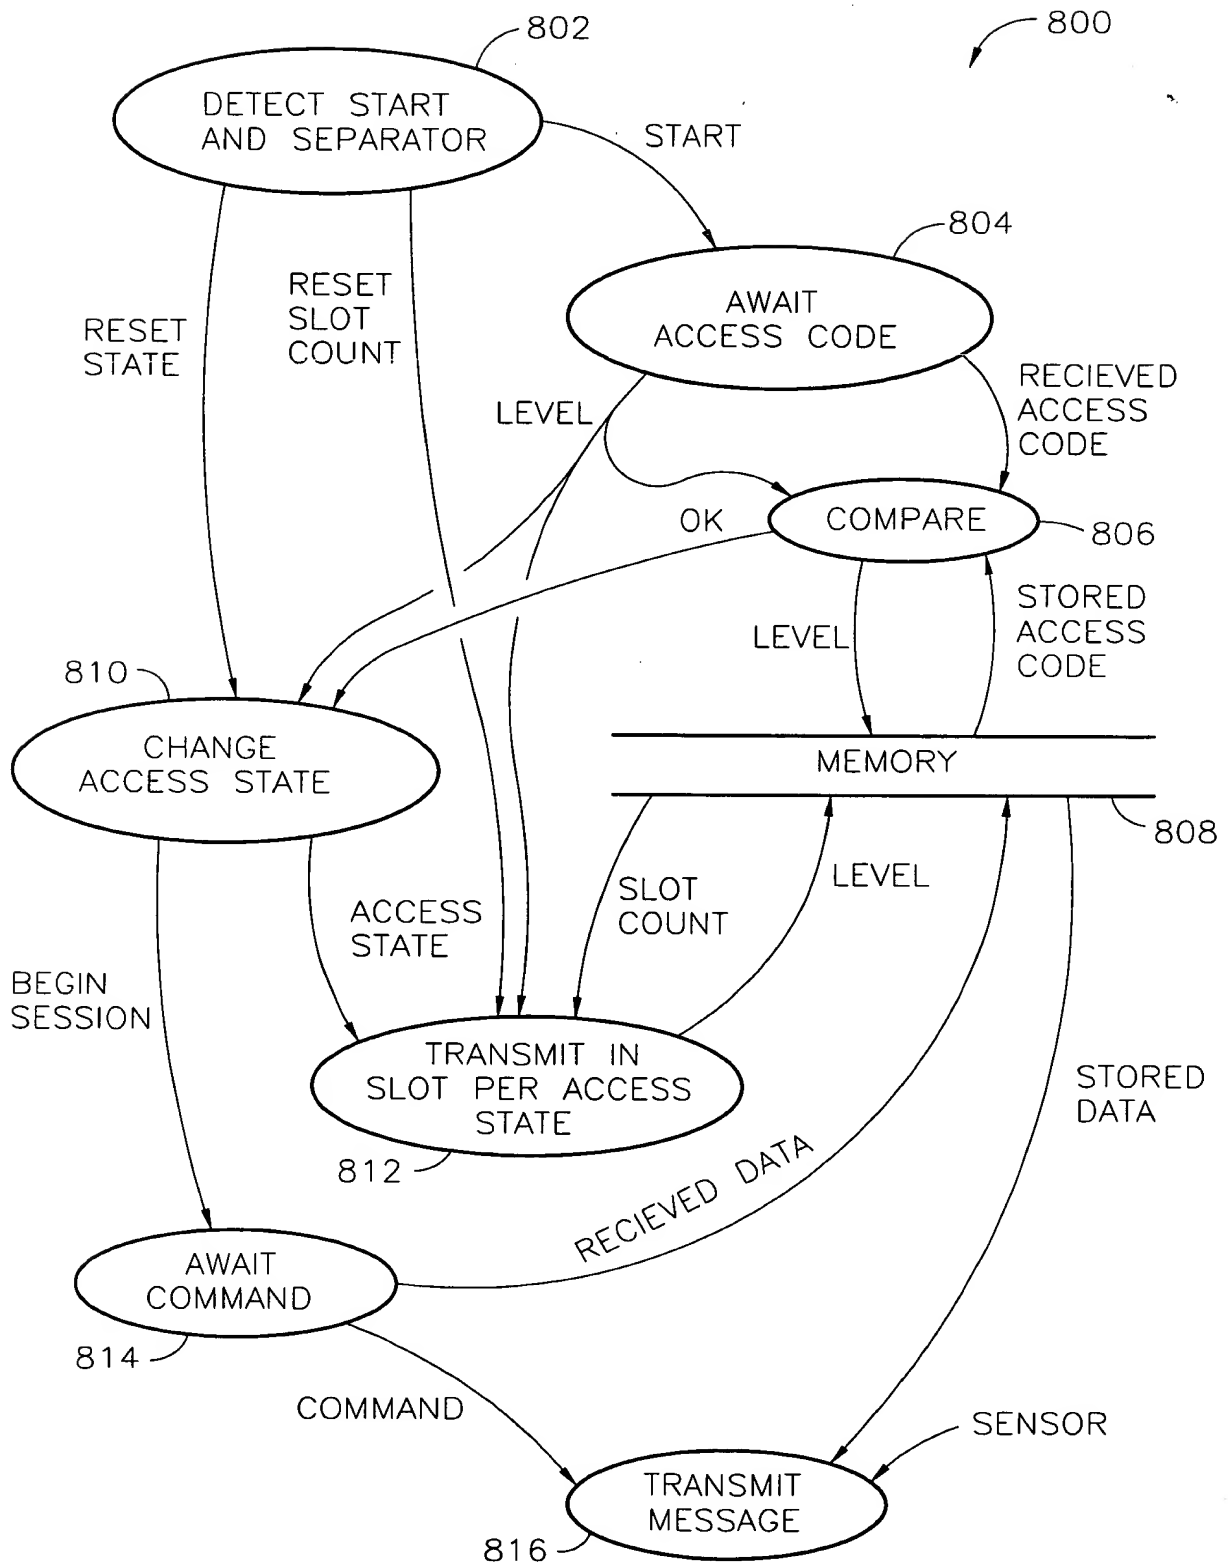 802
800
DETECT START
AND SEPARATOR
START
804
RESET
SLOT
COUNT
AWAIT
ACCESS CODE
RESET
STATE
RECIEVED
ACCESS
CODE
LEVEL
OK
COMPARE
806
STORED
ACCESS
CODE
LEVEL
810
CHANGE
ACCESS STATE
MEMORY
808
LEVEL
SLOT
COUNT
ACCESS
STATE
BEGIN
SESSION
TRANSMIT IN
SLOT PER ACCESS
STATE
STORED
DATA
812
RECIEVED DATA
AWAIT
COMMAND
814
COMMAND
SENSOR
TRANSMIT
MESSAGE
816